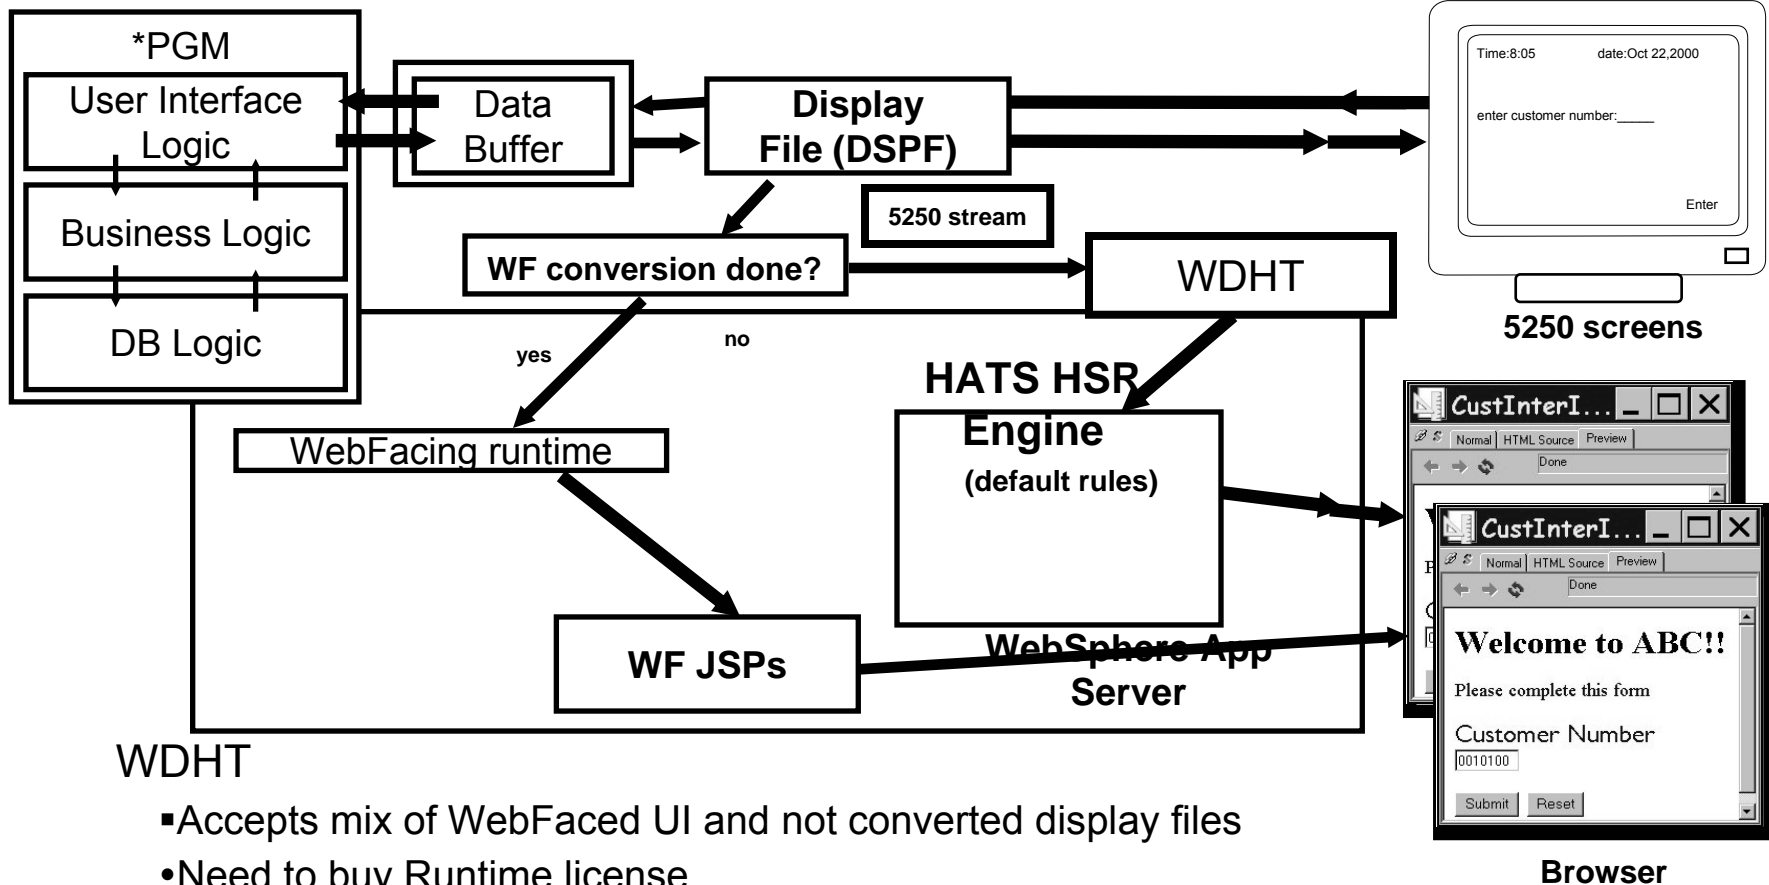 *PGM
User Interface
Logic
Business Logic
DB Logic
Data
Buffer
Display
File (DSPF)
5250 stream
WF conversion done?
WDHT
yes
no
WebFacing runtime
HATS HSR
Engine
(default rules)
WF JSPs
WebSphere App
Server
Time:8:05 date:Oct 22,2000
enter customer number:_____
Enter
5250 screens
CustInterI...
Normal HTML Source Preview
Done
CustInterI...
Normal HTML Source Preview
Done
Welcome to ABC!!
Please complete this form
Customer Number
0010100
Submit Reset
Browser
WDHT
▪Accepts mix of WebFaced UI and not converted display files
•Need to buy Runtime license